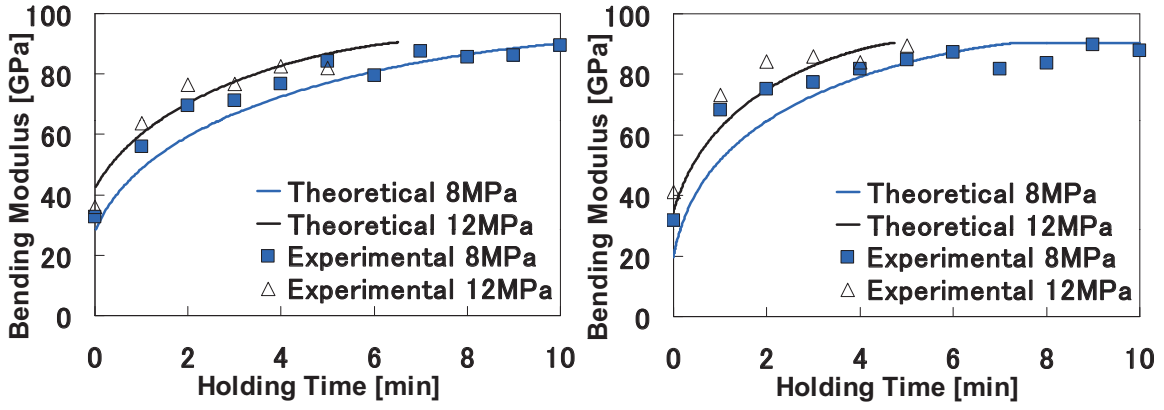 Bending Modulus [GPa]
100
80
60
40
20
0
Theoretical 8MPa
Theoretical 12MPa
Experimental 8MPa
Experimental 12MPa
0 2 4 6 8 10
Holding Time [min]
Bending Modulus [GPa]
100
80
60
40
20
0
Theoretical 8MPa
Theoretical 12MPa
Experimental 8MPa
Experimental 12MPa
0 2 4 6 8 10
Holding Time [min]